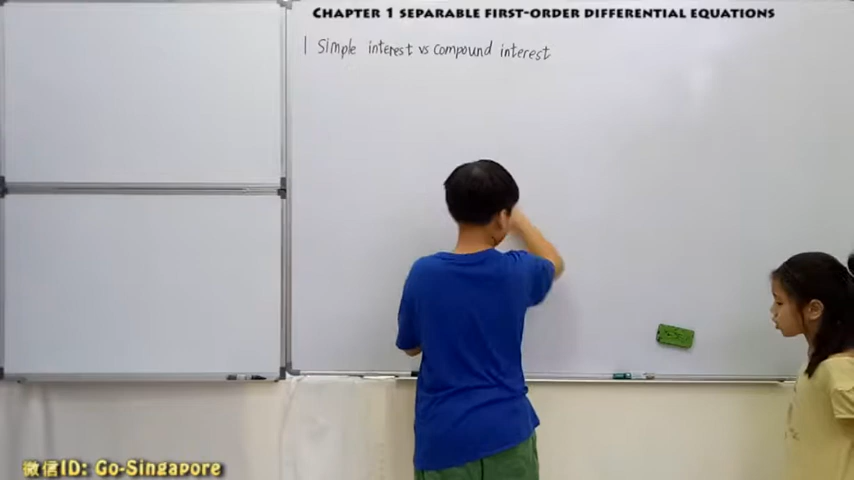 CHAPTER 1 SEPARABLE FIRST-ORDER DIFFERENTIAL EQUATIONS
1 Simple interest vs compound interest
微信ID: Go-Singapore